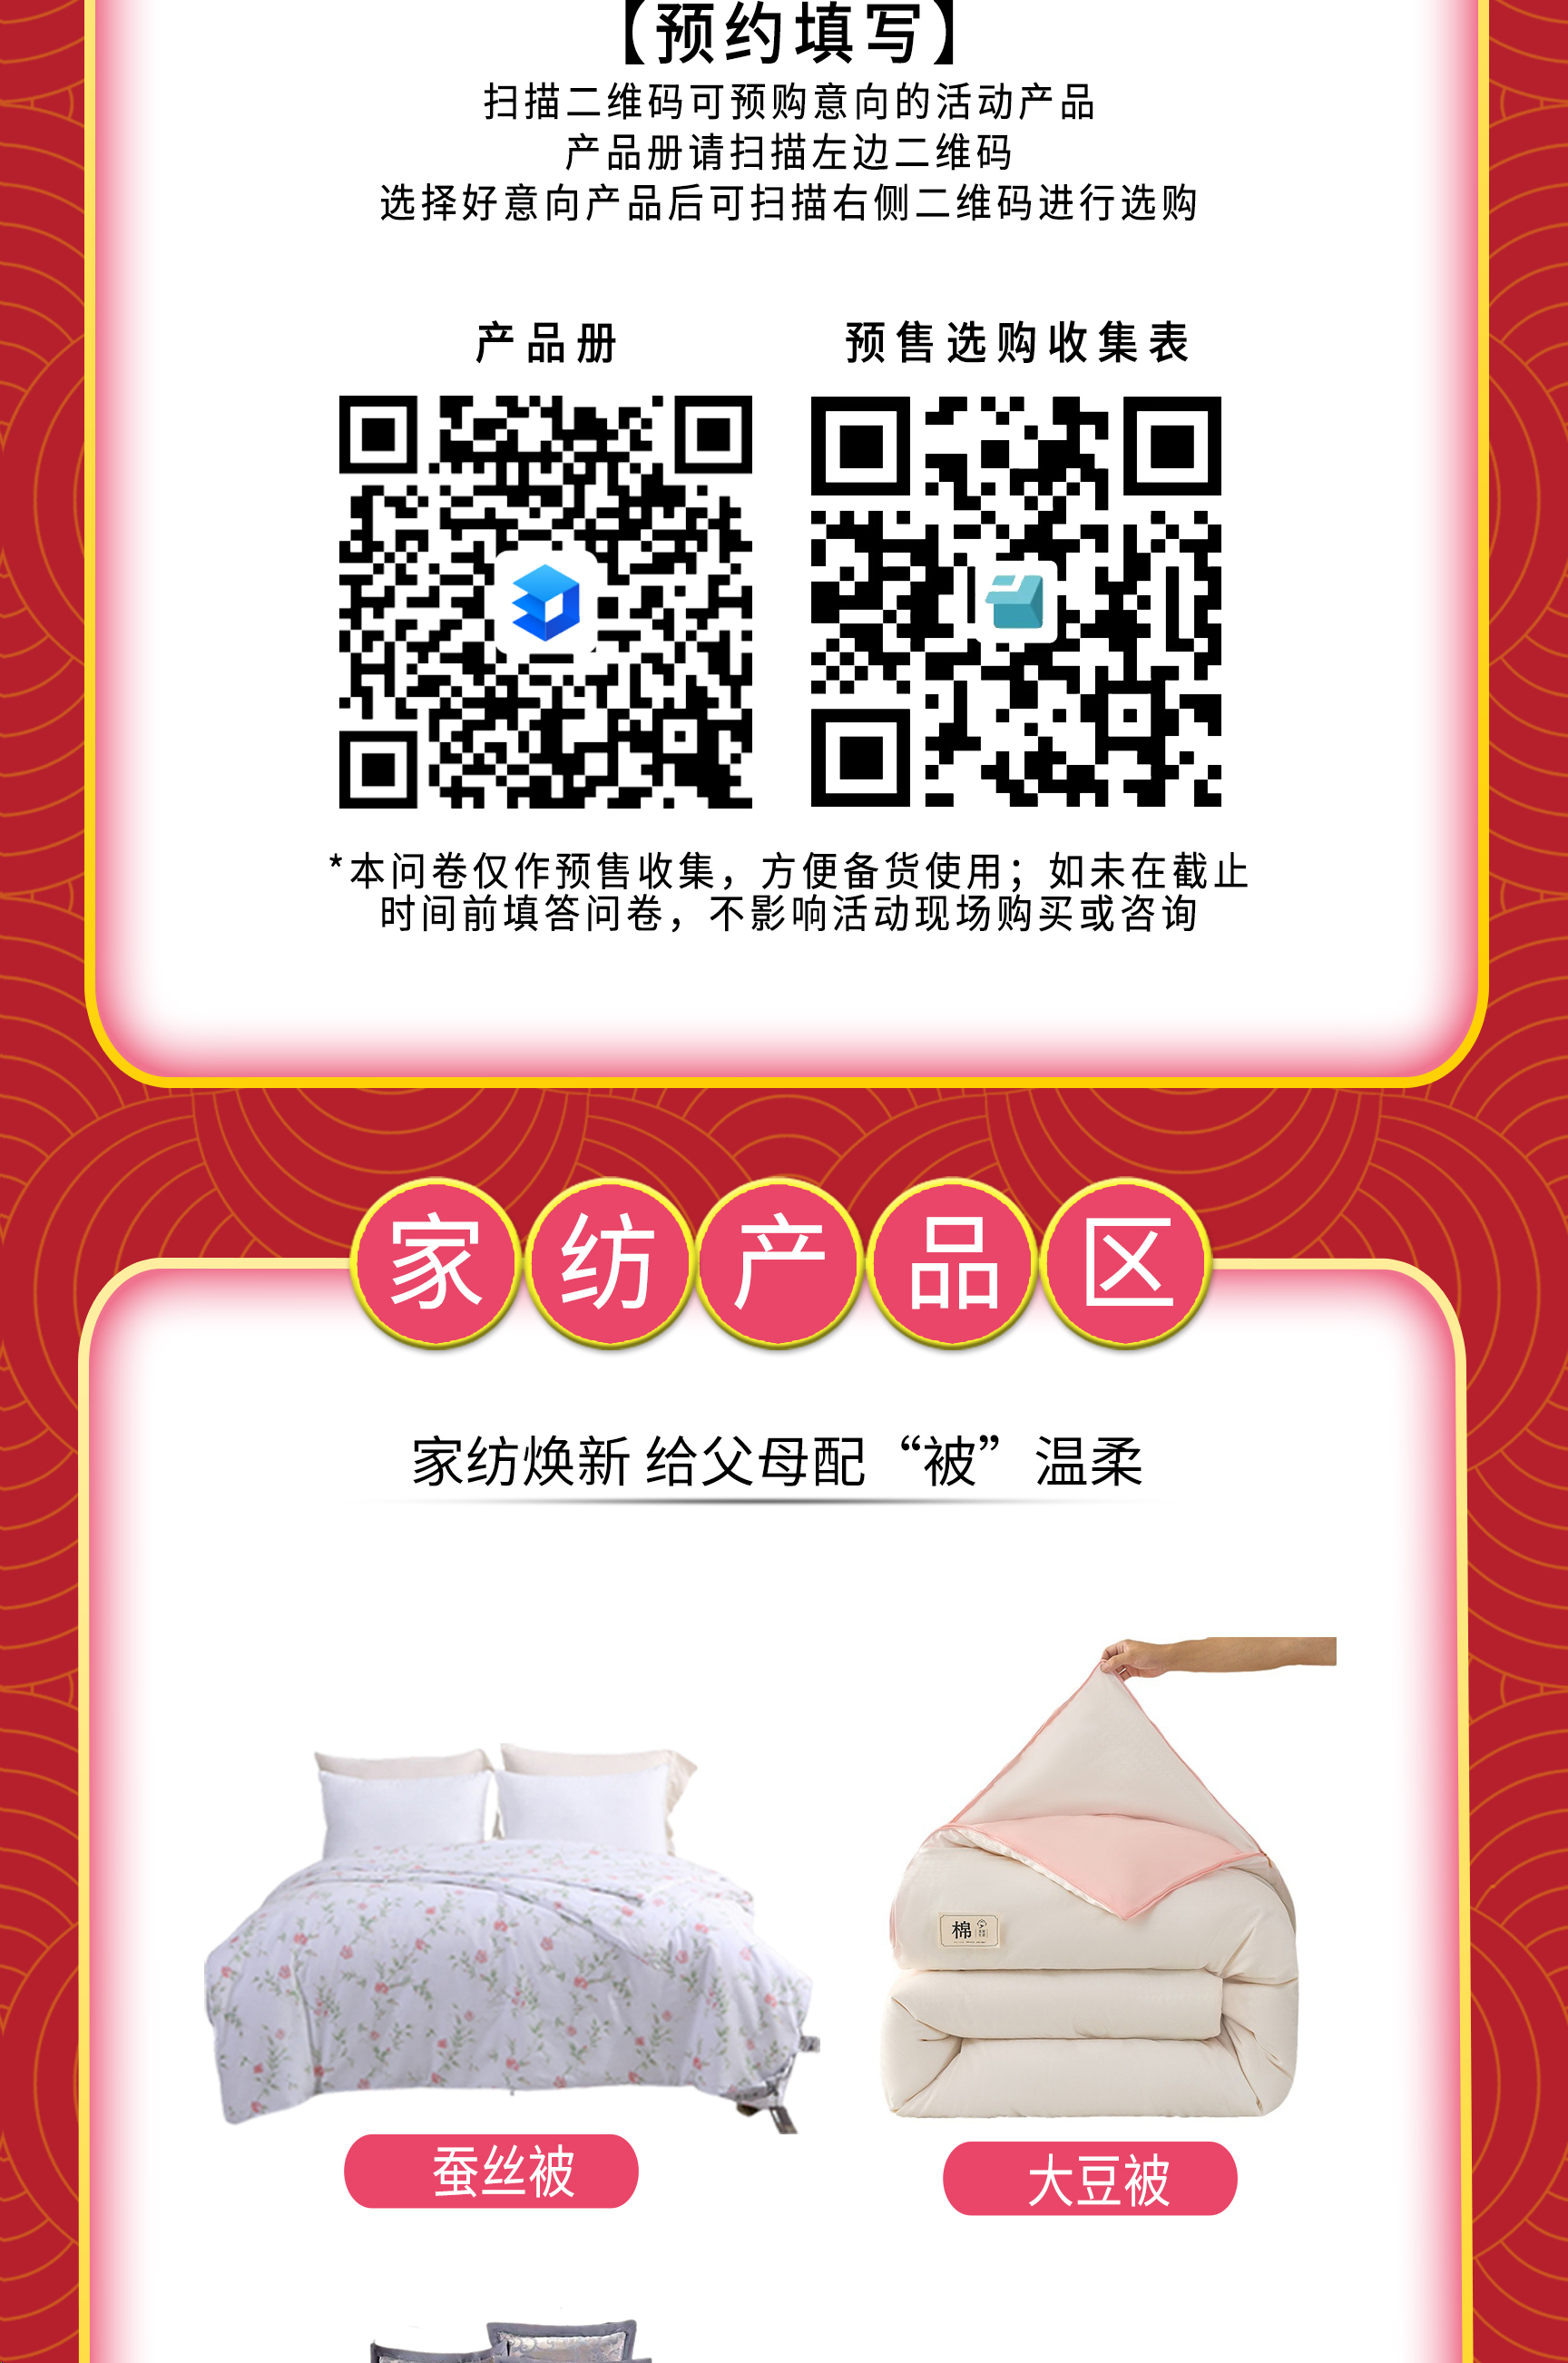 【预约填写】
扫描二维码可预购意向的活动产品
产品册请扫描左边二维码
选择好意向产品后可扫描右侧二维码进行选购
产品册
预售选购收集表
*本问卷仅作预售收集，方便备货使用；如未在截止
时间前填答问卷，不影响活动现场购买或咨询
家纺产品区
家纺焕新 给父母配“被”温柔
棉
蚕丝被
大豆被